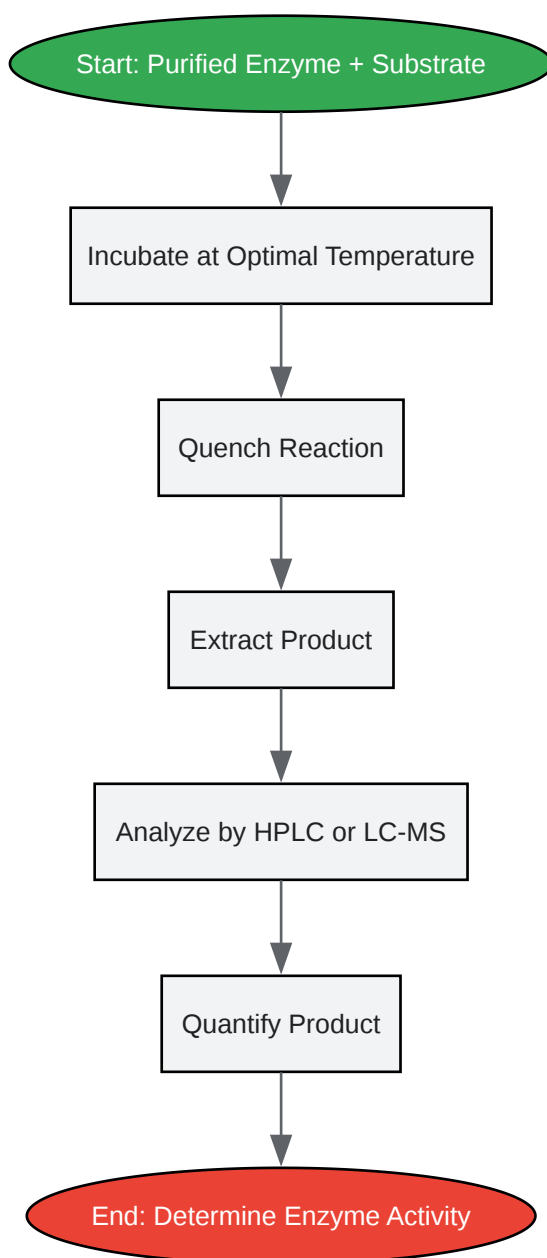 Start: Purified Enzyme + Substrate
Incubate at Optimal Temperature
Quench Reaction
Extract Product
Analyze by HPLC or LC-MS
Quantify Product
End: Determine Enzyme Activity